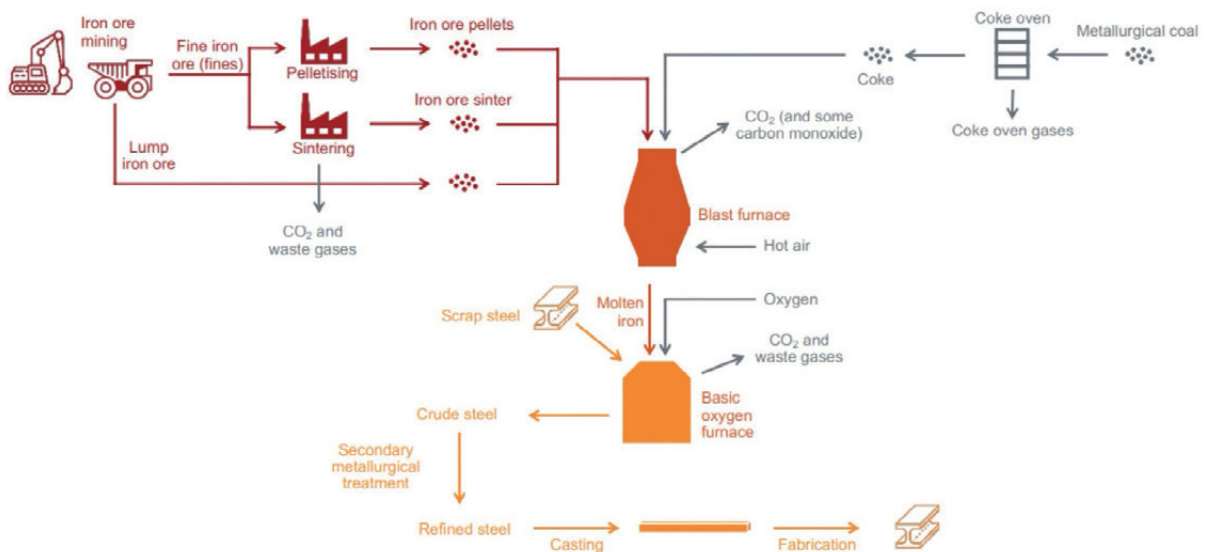 Iron ore
mining
Fine iron
ore (fines)
Pelletising
Iron ore pellets
Sintering
Iron ore sinter
Lump
iron ore
CO₂ and
waste gases
Coke oven
Metallurgical coal
Coke
Coke oven gases
CO₂ (and some
carbon monoxide)
Blast furnace
Hot air
Molten
iron
Oxygen
Scrap steel
CO₂ and
waste gases
Basic
oxygen
furnace
Crude steel
Secondary
metallurgical
treatment
Refined steel
Casting
Fabrication